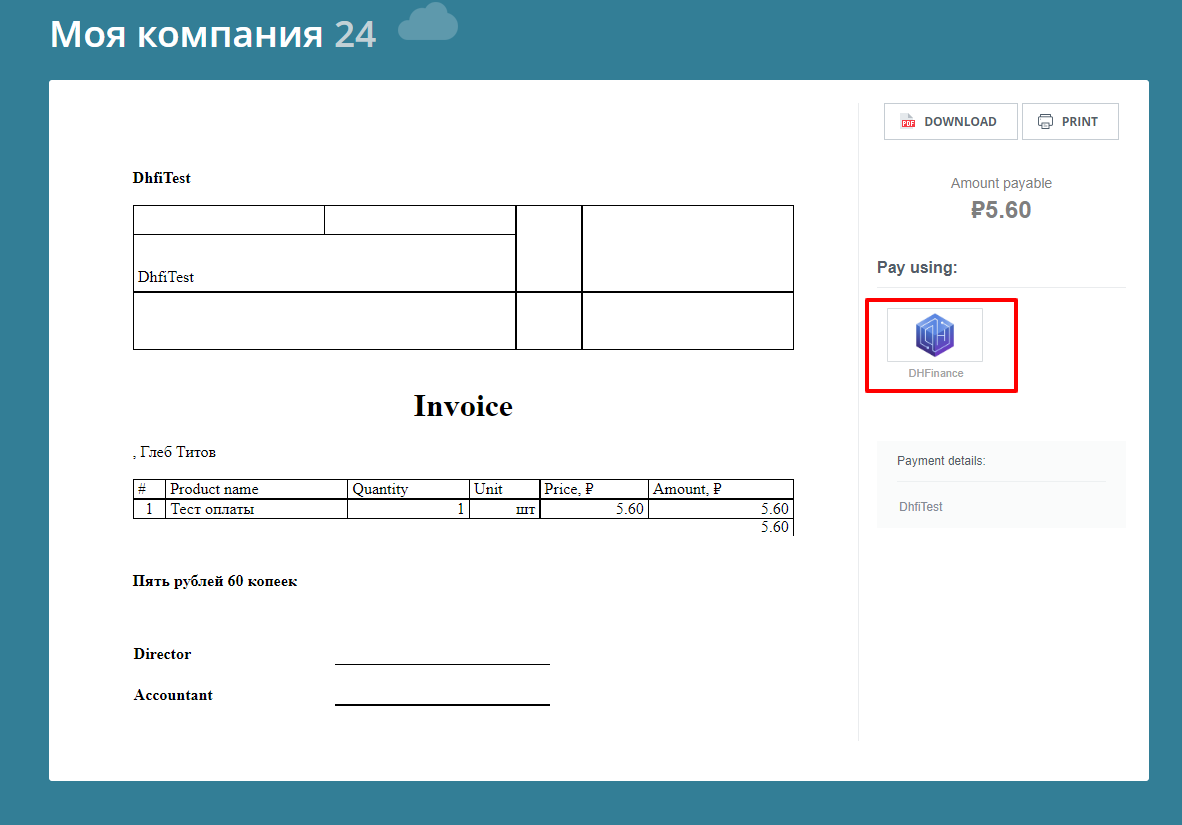 Моя компания 24
DOWNLOAD
PRINT
Amount payable
₽5.60
Pay using:
DHFinance
Payment details:
DhfiTest
DhfiTest
DhfiTest
Invoice
, Глеб Титов
# Product name Quantity Unit Price, ₽ Amount, ₽
1 Тест оплаты 1 шт 5.60 5.60
5.60
Пять рублей 60 копеек
Director
Accountant